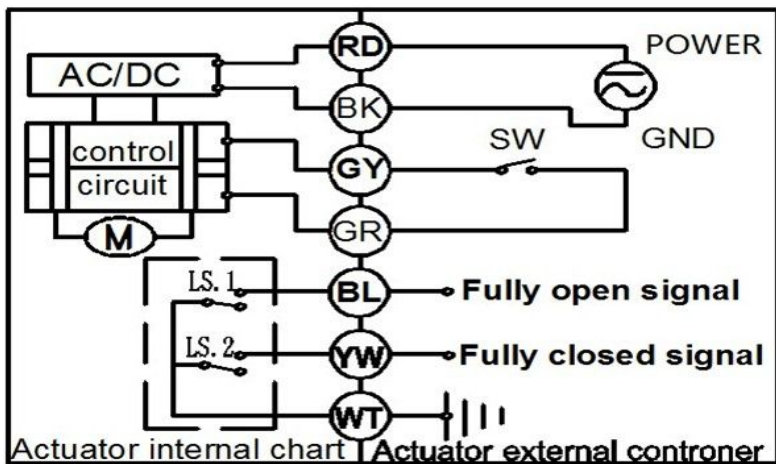 RD
POWER
AC/DC
BK
GND
SW
control
GY
circuit
GR
M
LS.1
BL
Fully open signal
LS.2
YW
Fully closed signal
WT
Actuator internal chart
Actuator external controner